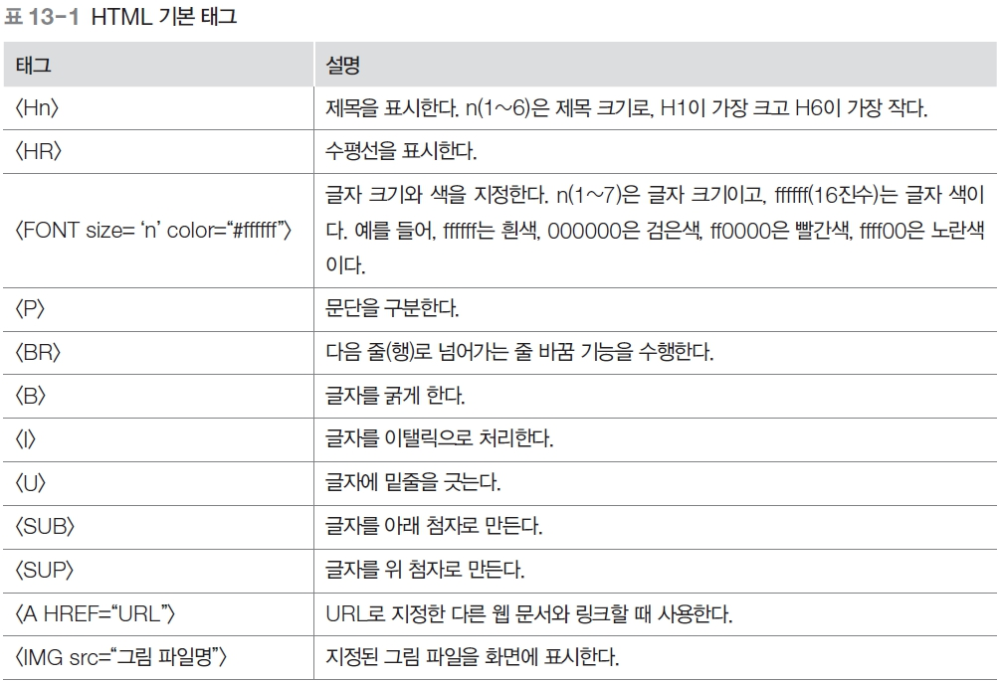 표 13-1 HTML 기본 태그
태그 설명
〈Hn〉 제목을 표시한다. n(1~6)은 제목 크기로, H1이 가장 크고 H6이 가장 작다.
〈HR〉 수평선을 표시한다.
〈FONT size= ‘n’ color=“#ffffff”〉 글자 크기와 색을 지정한다. n(1~7)은 글자 크기이고, ffffff(16진수)는 글자 색이
다. 예를 들어, ffffff는 흰색, 000000은 검은색, ff0000은 빨간색, ffff00은 노란색
이다.
〈P〉 문단을 구분한다.
〈BR〉 다음 줄(행)로 넘어가는 줄 바꿈 기능을 수행한다.
〈B〉 글자를 굵게 한다.
〈I〉 글자를 이탤릭으로 처리한다.
〈U〉 글자에 밑줄을 긋는다.
〈SUB〉 글자를 아래 첨자로 만든다.
〈SUP〉 글자를 위 첨자로 만든다.
〈A HREF=“URL”〉 URL로 지정한 다른 웹 문서와 링크할 때 사용한다.
〈IMG src=“그림 파일명”〉 지정된 그림 파일을 화면에 표시한다.